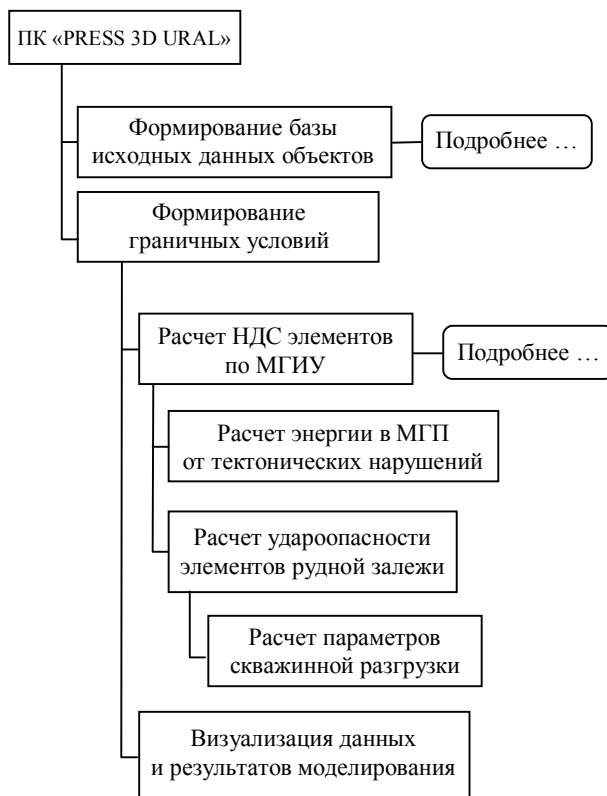 ПК «PRESS 3D URAL»
Формирование базы
исходных данных объектов
Подробнее …
Формирование
граничных условий
Расчет НДС элементов
по МГИУ
Подробнее …
Расчет энергии в МГП
от тектонических нарушений
Расчет удароопасности
элементов рудной залежи
Расчет параметров
скважинной разгрузки
Визуализация данных
и результатов моделирования